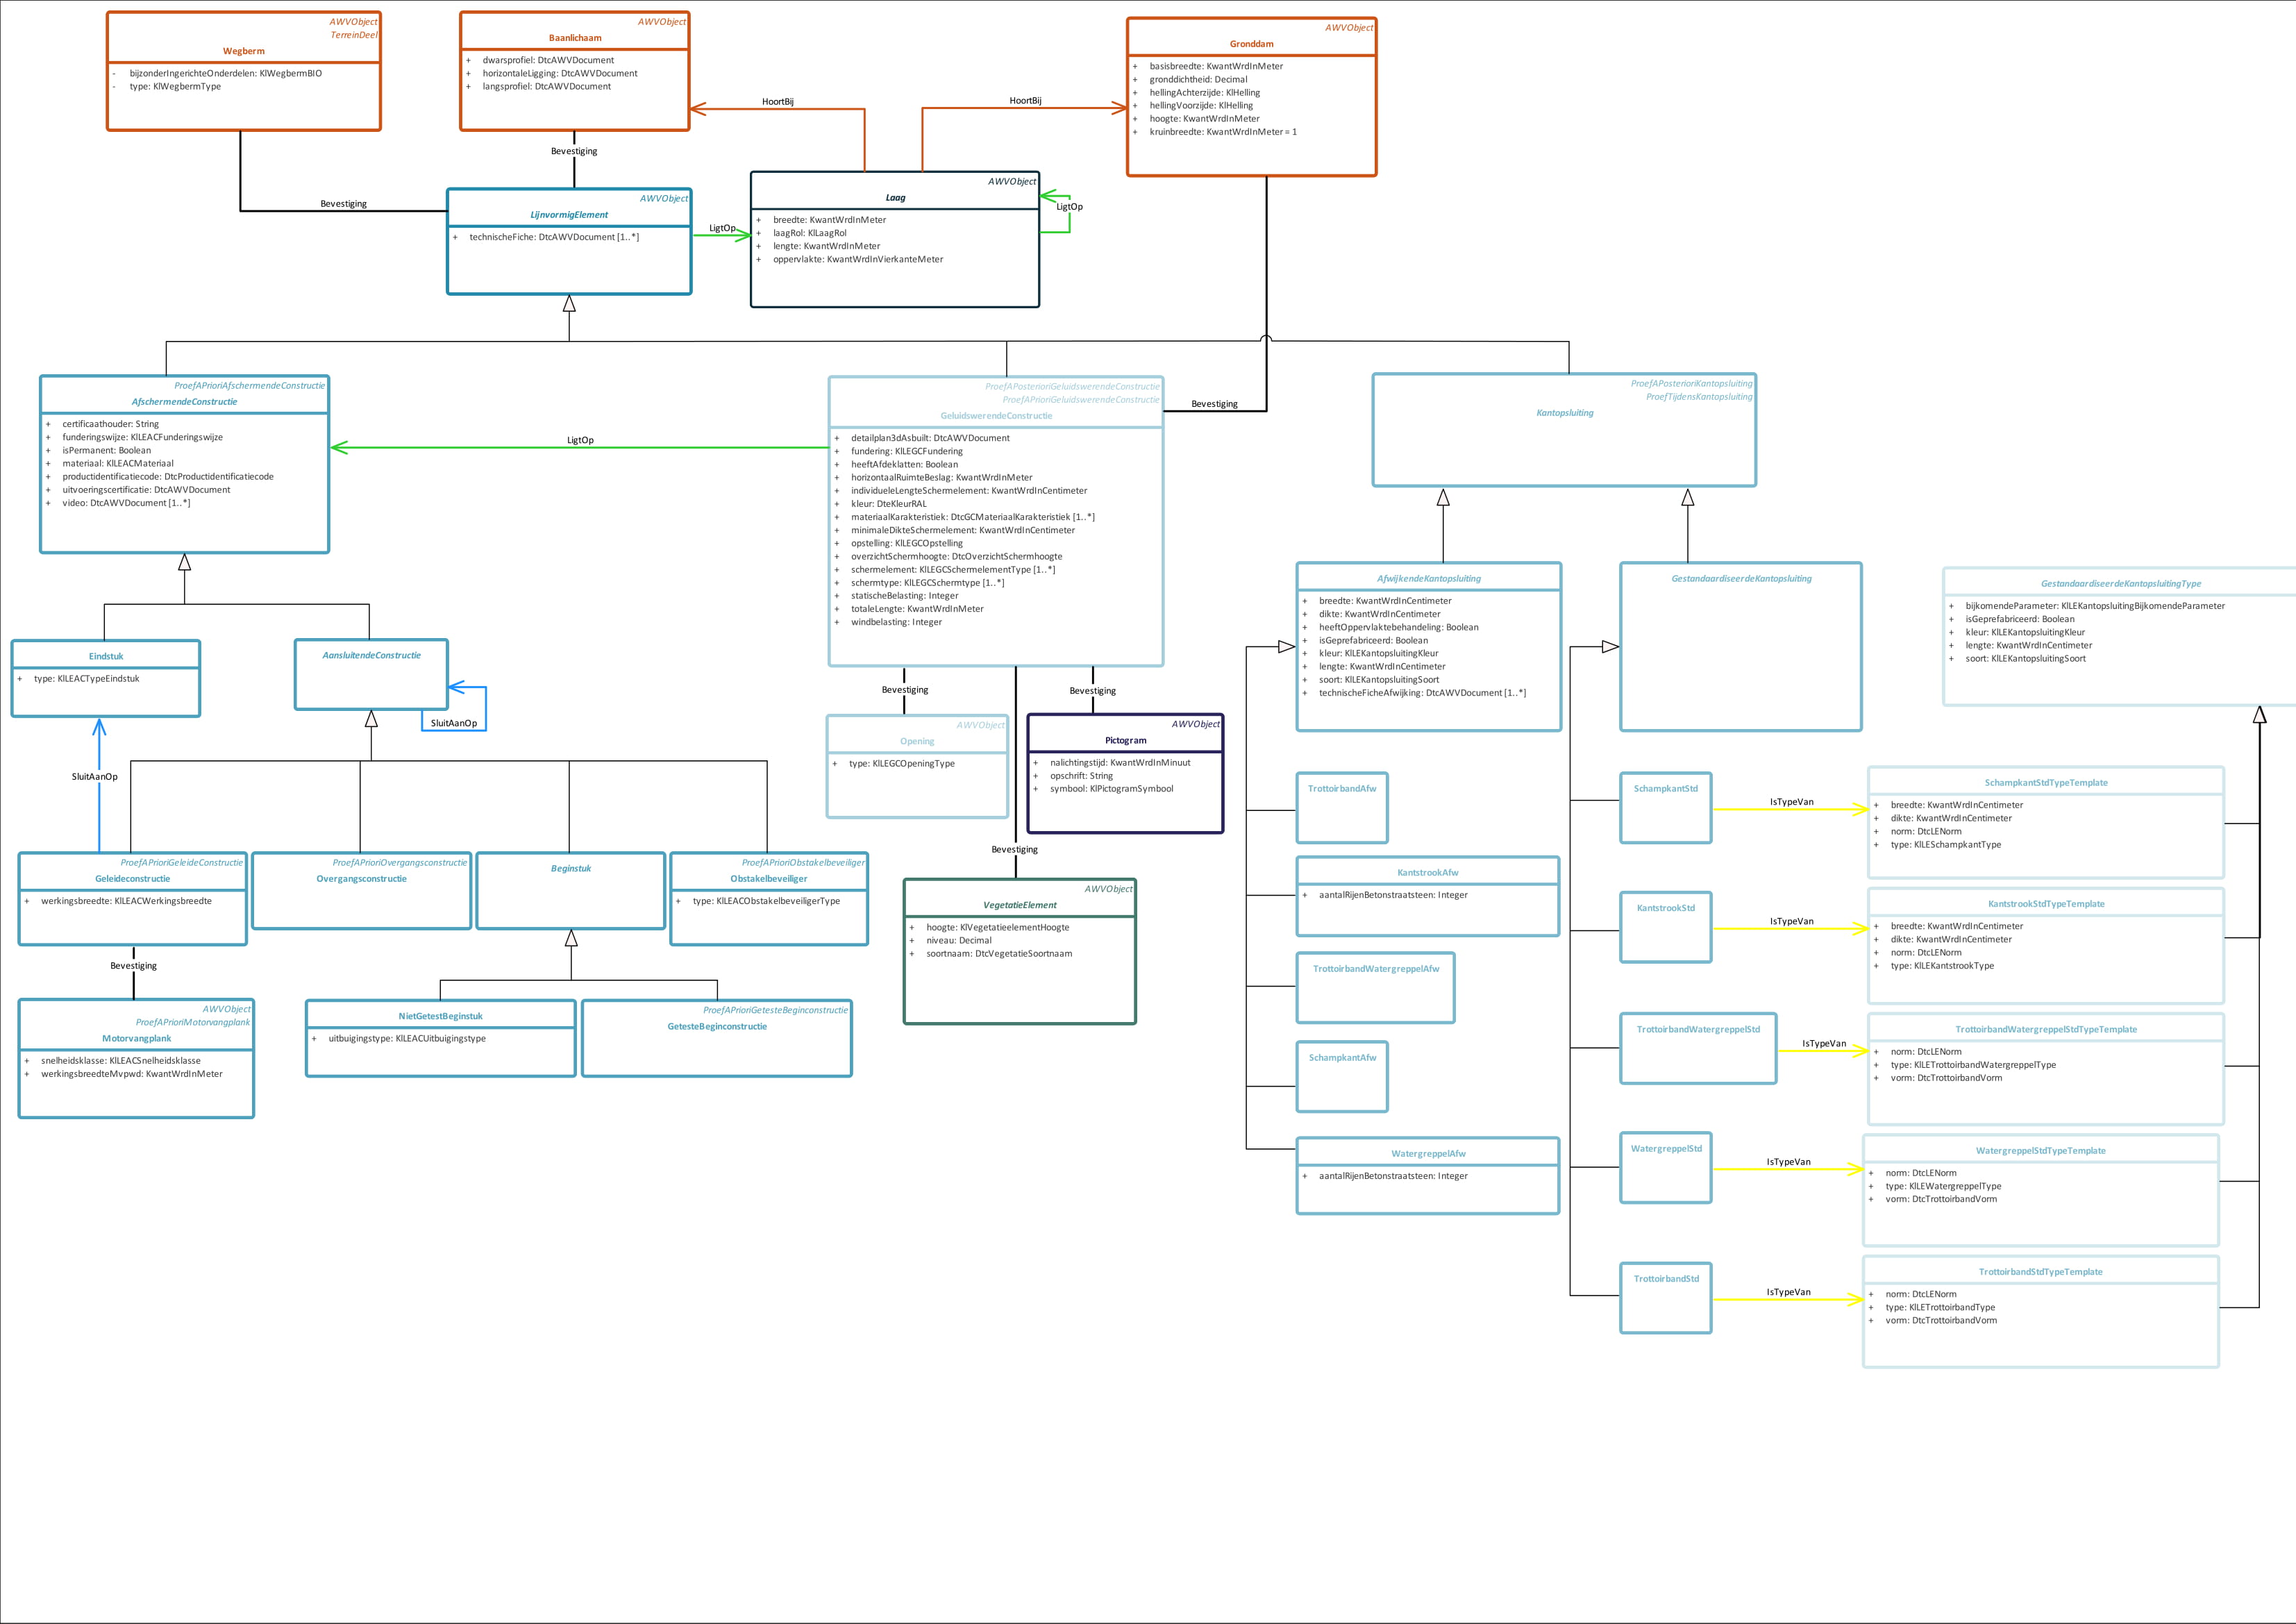 AWVObject
TerreinDeel
Wegberm
- bijzonderIngerichteOnderdelen: KlWegbermBIO
- type: KlWegbermType
AWVObject
Baanlichaam
+ dwarsprofiel: DtcAWVDocument
+ horizontaleLigging: DtcAWVDocument
+ langsprofiel: DtcAWVDocument
AWVObject
Gronddam
+ basisbreedte: KwantWrdInMeter
+ gronddichtheid: Decimal
+ hellingAchterzijde: KlHelling
+ hellingVoorzijde: KlHelling
+ hoogte: KwantWrdInMeter
+ kruinbreedte: KwantWrdInMeter = 1
HoortBij
HoortBij
Bevestiging
Bevestiging
AWVObject
LijnvormigElement
+ technischeFiche: DtcAWVDocument [1..*]
LigtOp
AWVObject
Laag
+ breedte: KwantWrdInMeter
+ laagRol: KlLaagRol
+ lengte: KwantWrdInMeter
+ oppervlakte: KwantWrdInVierkanteMeter
LigtOp
ProefAPrioriAfschermendeConstructie
AfschermendeConstructie
+ certificaathouder: String
+ funderingswijze: KlLEACFunderingswijze
+ isPermanent: Boolean
+ materiaal: KlLEACMateriaal
+ productidentificatiecode: DtcProductidentificatiecode
+ uitvoeringscertificatie: DtcAWVDocument
+ video: DtcAWVDocument [1..*]
LigtOp
ProefAPosterioriGeluidswerendeConstructie
ProefAPrioriGeluidswerendeConstructie
GeluidswerendeConstructie
+ detailplan3dAsbuilt: DtcAWVDocument
+ fundering: KlLEGCFundering
+ heeftAfdeklatten: Boolean
+ horizontaalRuimteBeslag: KwantWrdInMeter
+ individueleLengteSchermelement: KwantWrdInCentimeter
+ kleur: DteKleurRAL
+ materiaalKarakteristiek: DtcGCMateriaalKarakteristiek [1..*]
+ minimaleDikteSchermelement: KwantWrdInCentimeter
+ opstelling: KlLEGCOpstelling
+ overzichtSchermhoogte: DtcOverzichtSchermhoogte
+ schermelement: KlLEGCSchermelementType [1..*]
+ schermtype: KlLEGCSchermtype [1..*]
+ statischeBelasting: Integer
+ totaleLengte: KwantWrdInMeter
+ windbelasting: Integer
Bevestiging
ProefAPosterioriKantopsluiting
ProefTijdensKantopsluiting
Kantopsluiting
AfwijkendeKantopsluiting
+ breedte: KwantWrdInCentimeter
+ dikte: KwantWrdInCentimeter
+ heeftOppervlaktebehandeling: Boolean
+ isGeprefabriceerd: Boolean
+ kleur: KlLEKantopsluitingKleur
+ lengte: KwantWrdInCentimeter
+ soort: KlLEKantopsluitingSoort
+ technischeFicheAfwijking: DtcAWVDocument [1..*]
GestandaardiseerdeKantopsluiting
GestandaardiseerdeKantopsluitingType
+ bijkomendeParameter: KlLEKantopsluitingBijkomendeParameter
+ isGeprefabriceerd: Boolean
+ kleur: KlLEKantopsluitingKleur
+ lengte: KwantWrdInCentimeter
+ soort: KlLEKantopsluitingSoort
Eindstuk
+ type: KlLEACTypeEindstuk
AansluitendeConstructie
SluitAanOp
SluitAanOp
Bevestiging
Bevestiging
AWVObject
Opening
+ type: KlLEGCOpeningType
AWVObject
Pictogram
+ nalichtingstijd: KwantWrdInMinuut
+ opschrift: String
+ symbool: KlPictogramSymbool
Bevestiging
AWVObject
VegetatieElement
+ hoogte: KlVegetatieelementHoogte
+ niveau: Decimal
+ soortnaam: DtcVegetatieSoortnaam
ProefAPrioriGeleideConstructie
Geleideconstructie
+ werkingsbreedte: KlLEACWerkingsbreedte
ProefAPrioriOvergangsconstructie
Overgangsconstructie
Beginstuk
ProefAPrioriObstakelbeveiliger
Obstakelbeveiliger
+ type: KlLEACObstakelbeveiligerType
Bevestiging
AWVObject
ProefAPrioriMotorvangplank
Motorvangplank
+ snelheidsklasse: KlLEACSnelheidsklasse
+ werkingsbreedteMvpwd: KwantWrdInMeter
NietGetestBeginstuk
+ uitbuigingstype: KlLEACUitbuigingstype
ProefAPrioriGetesteBeginconstructie
GetesteBeginconstructie
TrottoirbandAfw
KantstrookAfw
+ aantalRijenBetonstraatsteen: Integer
TrottoirbandWatergreppelAfw
SchampkantAfw
WatergreppelAfw
+ aantalRijenBetonstraatsteen: Integer
SchampkantStd
IsTypeVan
SchampkantStdTypeTemplate
+ breedte: KwantWrdInCentimeter
+ dikte: KwantWrdInCentimeter
+ norm: DtcLENorm
+ type: KlLESchampkantType
KantstrookStd
IsTypeVan
KantstrookStdTypeTemplate
+ breedte: KwantWrdInCentimeter
+ dikte: KwantWrdInCentimeter
+ norm: DtcLENorm
+ type: KlLEKantstrookType
TrottoirbandWatergreppelStd
IsTypeVan
TrottoirbandWatergreppelStdTypeTemplate
+ norm: DtcLENorm
+ type: KlLETrottoirbandWatergreppelType
+ vorm: DtcTrottoirbandVorm
WatergreppelStd
IsTypeVan
WatergreppelStdTypeTemplate
+ norm: DtcLENorm
+ type: KlLEWatergreppelType
+ vorm: DtcTrottoirbandVorm
TrottoirbandStd
IsTypeVan
TrottoirbandStdTypeTemplate
+ norm: DtcLENorm
+ type: KlLETrottoirbandType
+ vorm: DtcTrottoirbandVorm